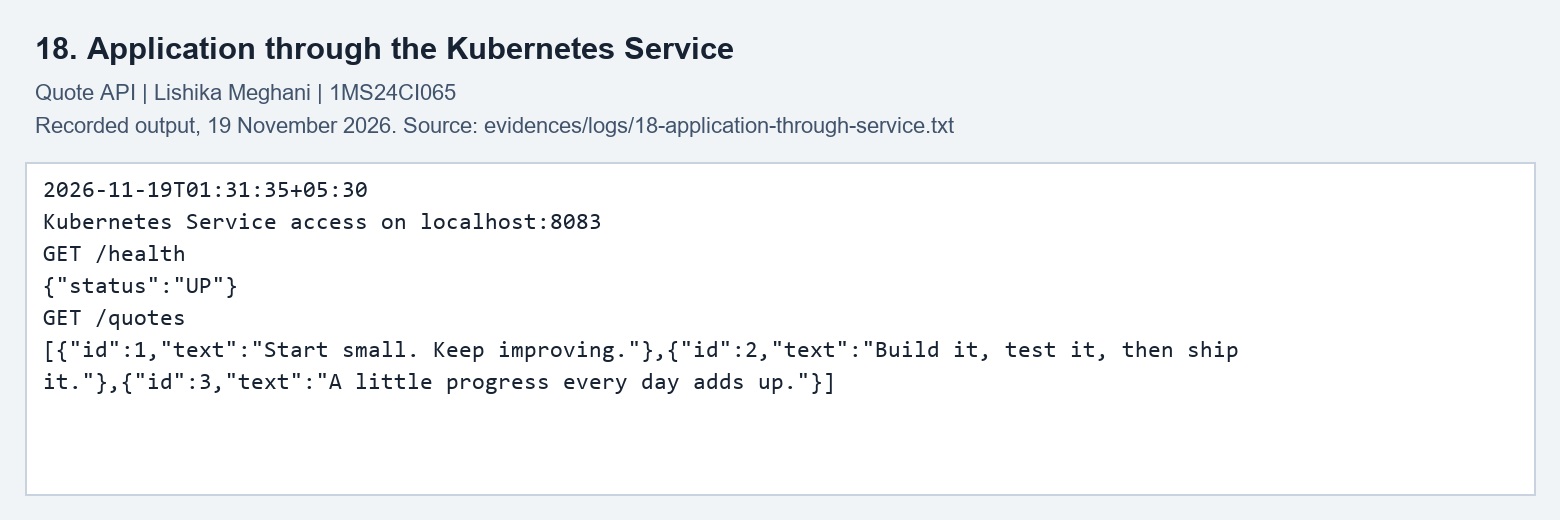 18. Application through the Kubernetes Service
Quote API | Lishika Meghani | 1MS24CI065
Recorded output, 19 November 2026. Source: evidences/logs/18-application-through-service.txt
2026-11-19T01:31:35+05:30
Kubernetes Service access on localhost:8083
GET /health
{"status":"UP"}
GET /quotes
[{"id":1,"text":"Start small. Keep improving."},{"id":2,"text":"Build it, test it, then ship
it."},{"id":3,"text":"A little progress every day adds up."}]